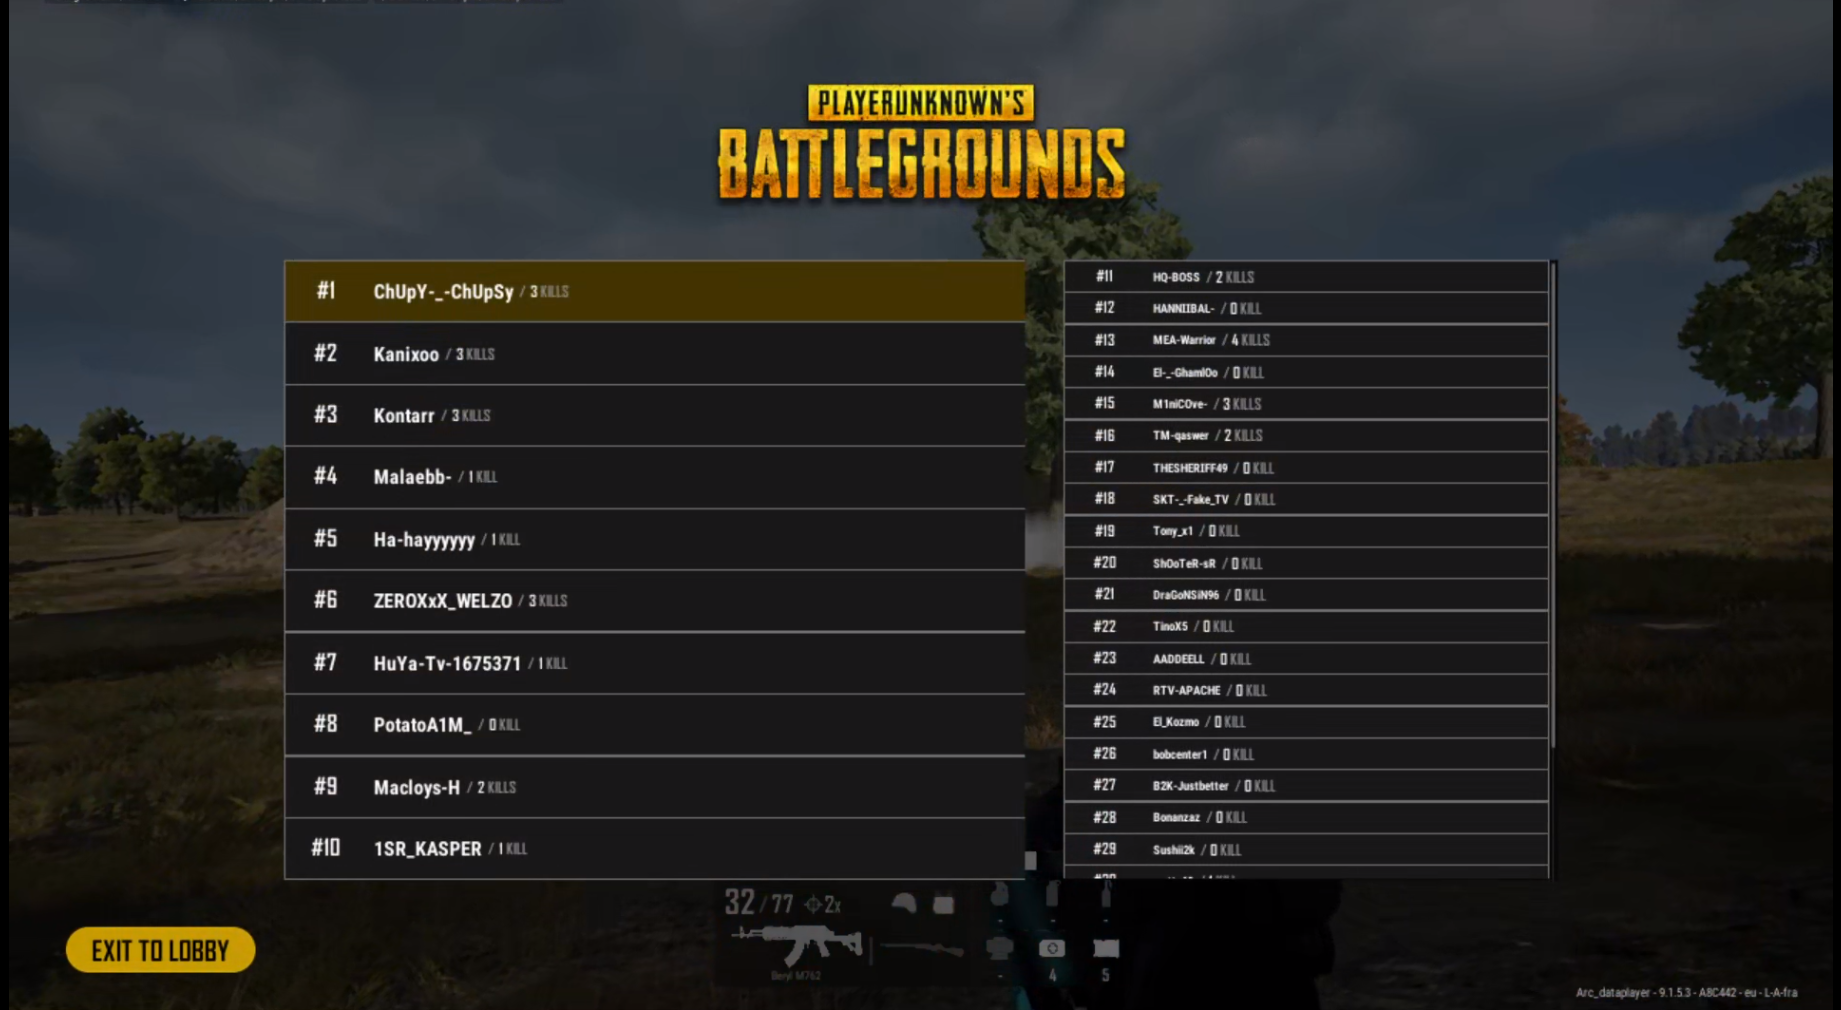 PLAYERUNKNOWN'S
BATTLEGROUNDS
#1 ChUpY-_-ChUpSy / 3 KILLS
#2 Kanixoo / 3 KILLS
#3 Kontarr / 3 KILLS
#4 Malaebb- / 1 KILL
#5 Ha-hayyyyyy / 1 KILL
#6 ZEROXxX_WELZO / 3 KILLS
#7 HuYa-Tv-1675371 / 1 KILL
#8 PotatoA1M_ / 0 KILL
#9 Macloys-H / 2 KILLS
#10 1SR_KASPER / 1 KILL
#11 HQ-BOSS / 2 KILLS
#12 HANNIIBAL- / 0 KILL
#13 MEA-Warrior / 4 KILLS
#14 El-_-GhamlOo / 0 KILL
#15 M1niCOve- / 3 KILLS
#16 TM-qaswer / 2 KILLS
#17 THESHERIFF49 / 0 KILL
#18 SKT-_-Fake_TV / 0 KILL
#19 Tony_x1 / 0 KILL
#20 ShOoTeR-sR / 0 KILL
#21 DraGoNSiN96 / 0 KILL
#22 TinoX5 / 0 KILL
#23 AADDEELL / 0 KILL
#24 RTV-APACHE / 0 KILL
#25 El_Kozmo / 0 KILL
#26 bobcenter1 / 0 KILL
#27 B2K-Justbetter / 0 KILL
#28 Bonanzaz / 0 KILL
#29 Sushii2k / 0 KILL
32 / 77 2x
Beryl M762
- - -
- 4 5
EXIT TO LOBBY
Arc_dataplayer - 9.1.5.3 - A8C442 - eu - L-A-fra